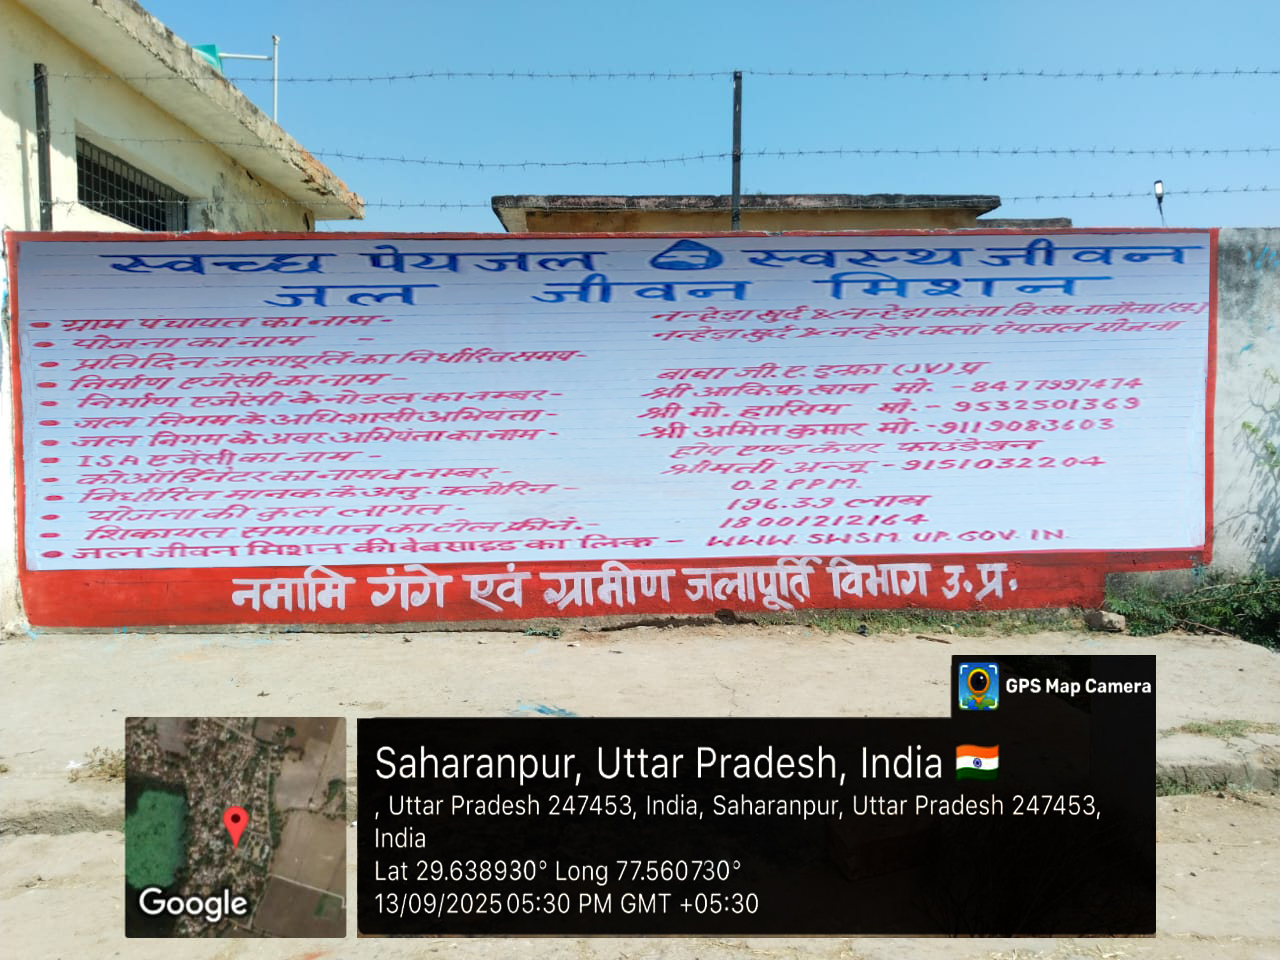 स्वच्छ पेयजल स्वस्थ जीवन
जल जीवन मिशन
ग्राम पंचायत का नाम - नन्हेडा खुर्द & नन्हेडा कला वि.ख. नानौता (स.)
योजना का नाम - नन्हेडा खुर्द & नन्हेडा कला पेयजल योजना
प्रतिदिन जलापूर्ति का निर्धारित समय-
निर्माण एजेंसी का नाम - बाबा जी.ए. इन्फ्रा (JV) प्र
निर्माण एजेंसी के नोडल का नम्बर- श्री आकिफ खान मो. - 8477997474
जल निगम के अधिशासी अभियंता- श्री मो. हासिम मो. - 9532501369
जल निगम के अवर अभियंता का नाम - श्री अमित कुमार मो. - 9119083603
ISA एजेंसी का नाम - होप एण्ड केयर फाउंडेशन
कोऑर्डिनेटर का नाम व नम्बर- श्रीमती अन्जू - 9151032204
निर्धारित मानक के अनु. क्लोरिन - 0.2 PPM.
योजना की कुल लागत - 196.39 लाख
शिकायत समाधान का टोल फ्री नं.- 18001212164
जल जीवन मिशन की वेबसाइड का लिंक - WWW. SWSM. UP. GOV. IN
नमामि गंगे एवं ग्रामीण जलापूर्ति विभाग उ.प्र.
GPS Map Camera
Saharanpur, Uttar Pradesh, India
, Uttar Pradesh 247453, India, Saharanpur, Uttar Pradesh 247453,
India
Lat 29.638930° Long 77.560730°
13/09/2025 05:30 PM GMT +05:30
Google